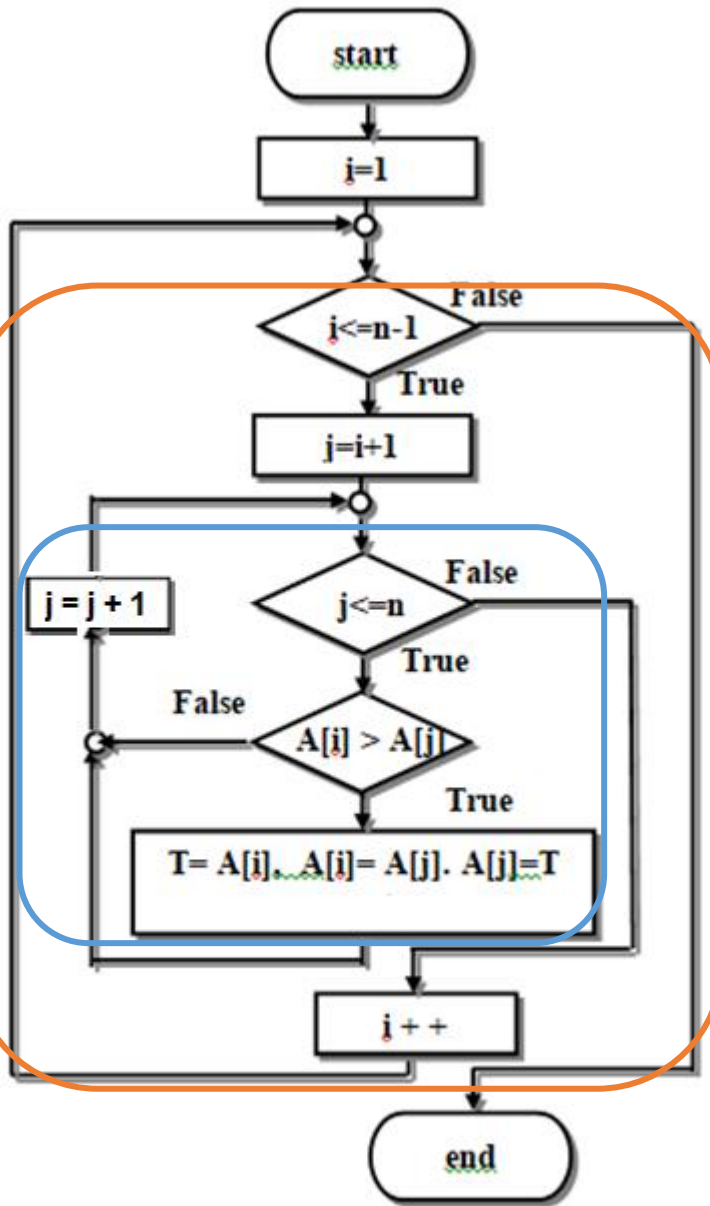 start
i=1
False
i<=n-1
True
j=i+1
False
j = j + 1
j<=n
True
False
A[i] > A[j]
True
T= A[i]. A[i]= A[j]. A[j]=T
i + +
end